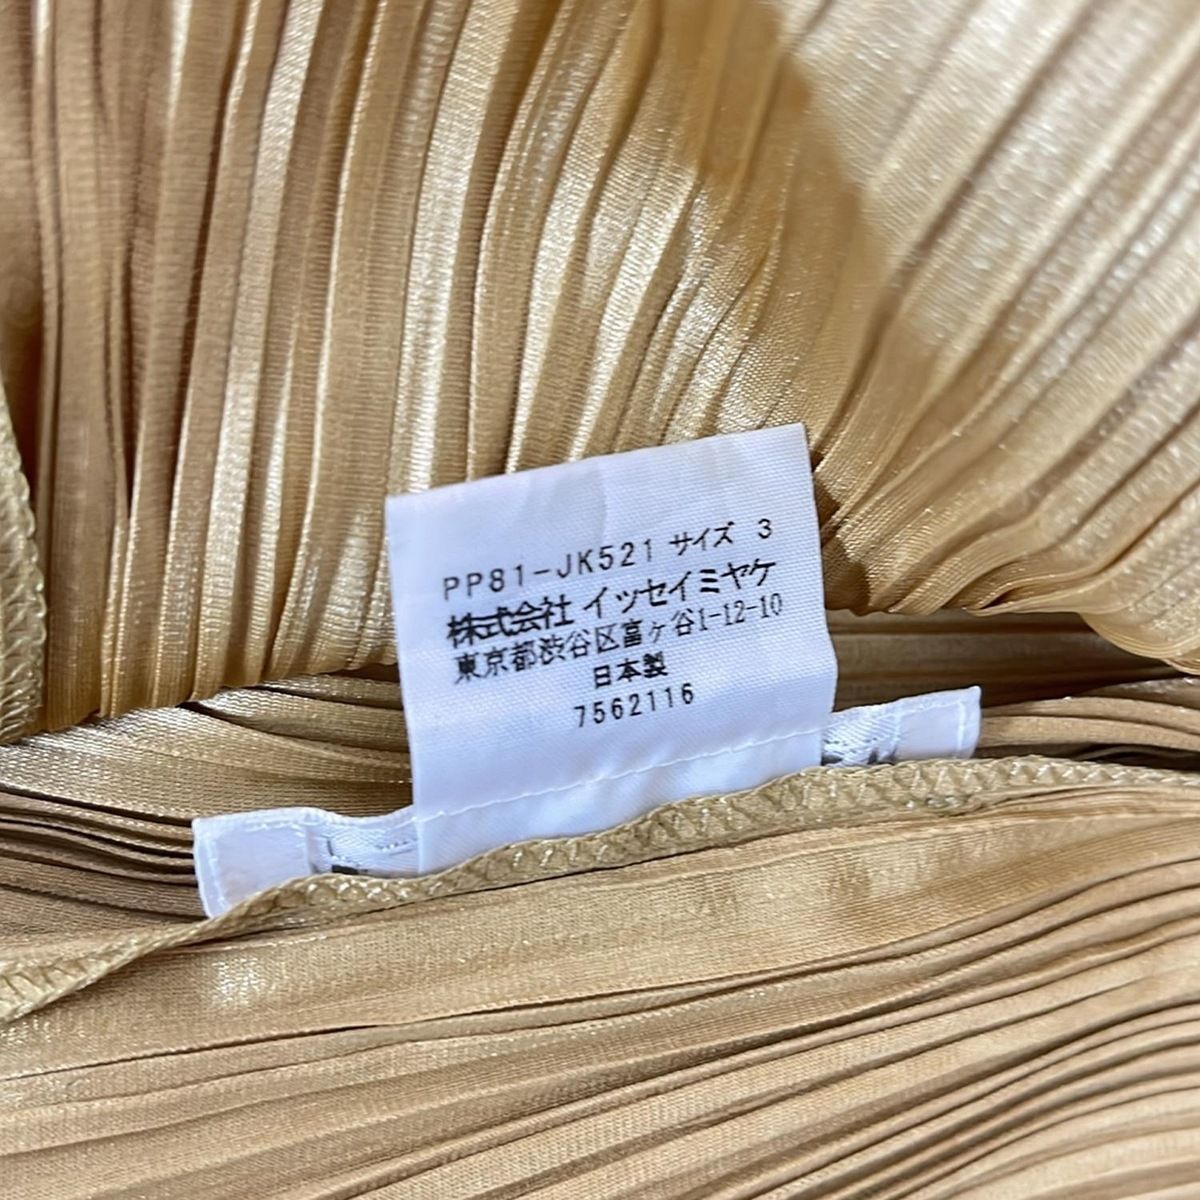 PP81-JK521 サイズ 3
株式会社 イッセイミヤケ
東京都渋谷区富ヶ谷1-12-10
日本製
7562116